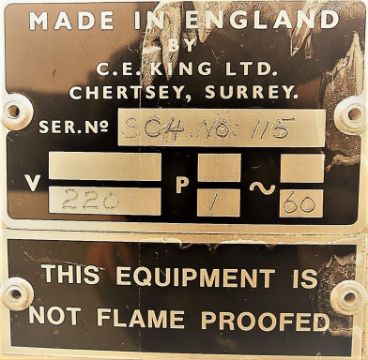 MADE IN ENGLAND
BY
C.E. KING LTD.
CHERTSEY, SURREY.
SER. Nº SC4.No: 115
V 220 P 1 ~ 60
THIS EQUIPMENT IS
NOT FLAME PROOFED